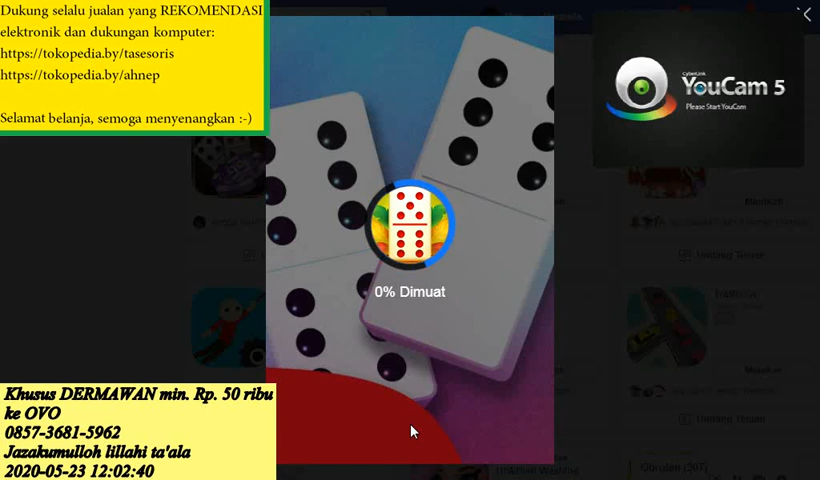 Dukung selalu jualan yang REKOMENDASI
elektronik dan dukungan komputer:
https://tokopedia.by/tasesoris
https://tokopedia.by/ahnep
Selamat belanja, semoga menyenangkan :-)
CyberLink
YouCam 5
Please Start YouCam
0% Dimuat
Khusus DERMAWAN min. Rp. 50 ribu
ke OVO
0857-3681-5962
Jazakumulloh lillahi ta'ala
2020-05-23 12:02:40